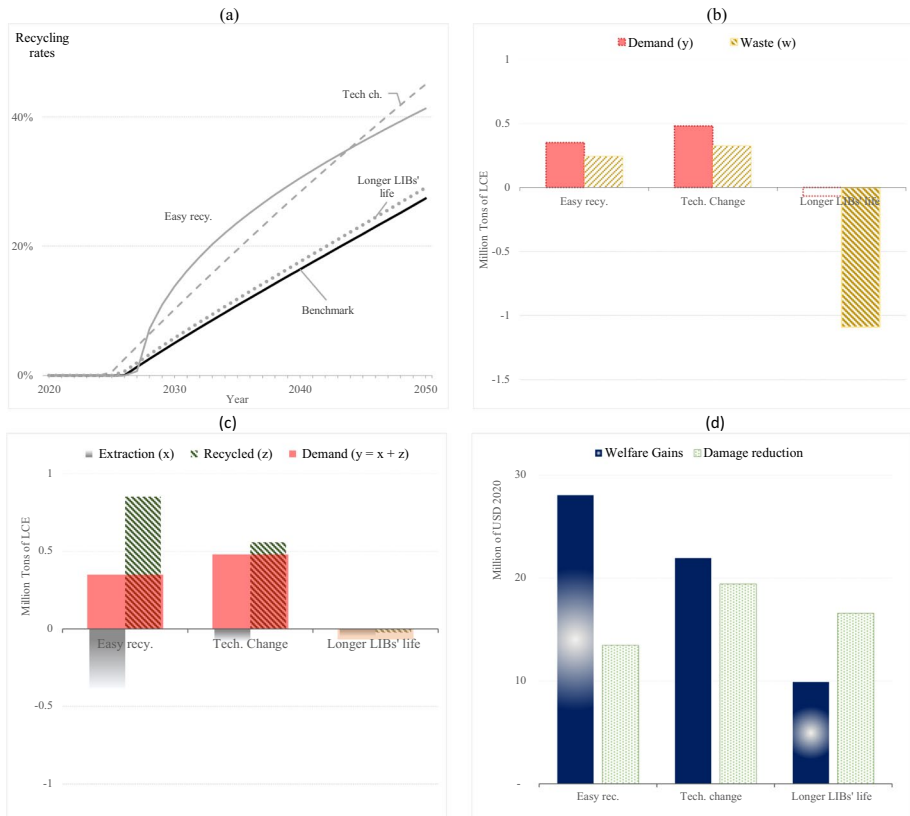 (a)
Recycling
rates
40%
20%
0%
Tech ch.
Easy recy.
Longer LIBs'
life
Benchmark
2020
2030
2040
2050
Year
(b)
Demand (y)
Waste (w)
Million Tons of LCE
1
0.5
0
-0.5
-1
-1.5
Easy recy.
Tech. Change
Longer LIBs' life
(c)
Extraction (x)
Recycled (z)
Demand (y = x + z)
Million Tons of LCE
1
0.5
0
-0.5
-1
Easy recy.
Tech. Change
Longer LIBs' life
(d)
Welfare Gains
Damage reduction
Million of USD 2020
30
20
10
-
Easy rec.
Tech. change
Longer LIBs' life